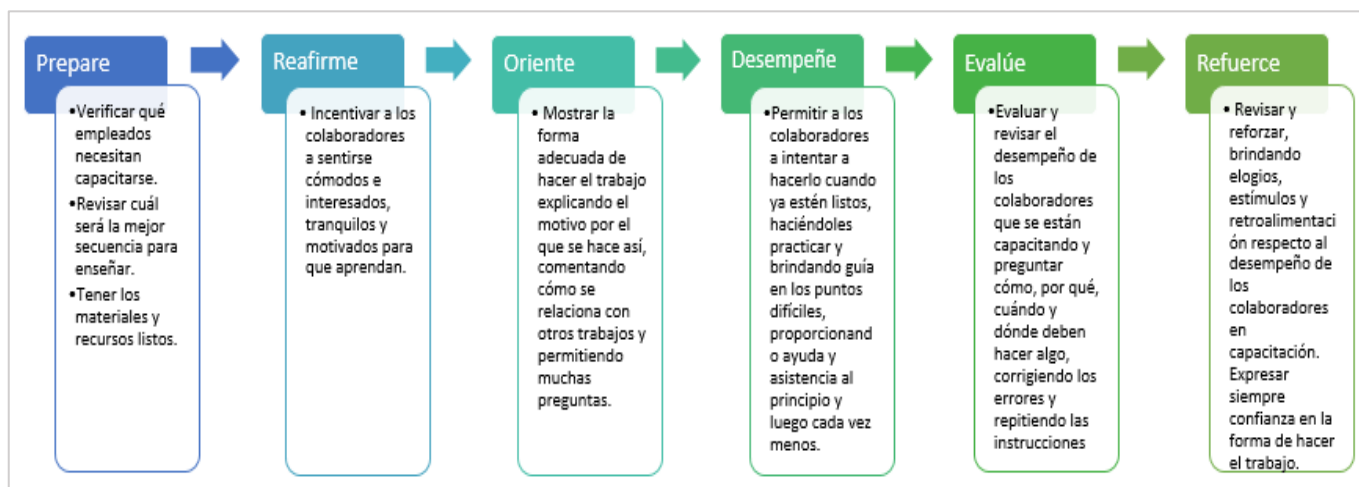 Prepare
•Verificar qué
empleados
necesitan
capacitarse.
•Revisar cuál
será la mejor
secuencia para
enseñar.
•Tener los
materiales y
recursos listos.
Reafirme
• Incentivar a los
colaboradores
a sentirse
cómodos e
interesados,
tranquilos y
motivados para
que aprendan.
Oriente
• Mostrar la
forma
adecuada de
hacer el trabajo
explicando el
motivo por el
que se hace así,
comentando
cómo se
relaciona con
otros trabajos y
permitiendo
muchas
preguntas.
Desempeñe
•Permitir a los
colaboradores
a intentar a
hacerlo cuando
ya estén listos,
haciéndoles
practicar y
brindando guía
en los puntos
difíciles,
proporcionand
o ayuda y
asistencia al
principio y
luego cada vez
menos.
Evalúe
•Evaluar y
revisar el
desempeño de
los
colaboradores
que se están
capacitando y
preguntar
cómo, por qué,
cuándo y
dónde deben
hacer algo,
corrigiendo los
errores y
repitiendo las
instrucciones
Refuerce
• Revisar y
reforzar,
brindando
elogios,
estímulos y
retroalimentaci
ón respecto al
desempeño de
los
colaboradores
en
capacitación.
Expresar
siempre
confianza en la
forma de hacer
el trabajo.